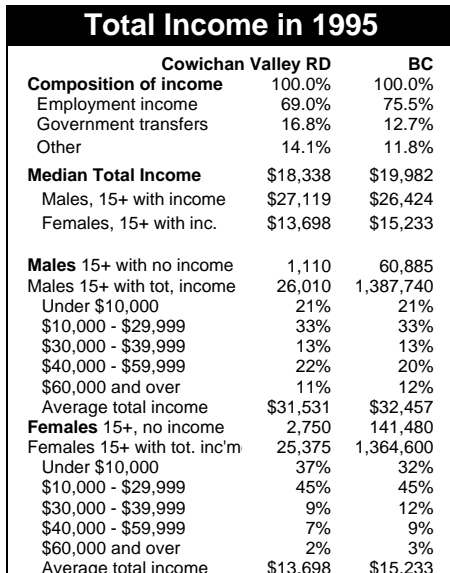 Total Income in 1995
Cowichan Valley RD BC
Composition of income 100.0% 100.0%
Employment income 69.0% 75.5%
Government transfers 16.8% 12.7%
Other 14.1% 11.8%
Median Total Income $18,338 $19,982
Males, 15+ with income $27,119 $26,424
Females, 15+ with inc. $13,698 $15,233
Males 15+ with no income 1,110 60,885
Males 15+ with tot, income 26,010 1,387,740
Under $10,000 21% 21%
$10,000 - $29,999 33% 33%
$30,000 - $39,999 13% 13%
$40,000 - $59,999 22% 20%
$60,000 and over 11% 12%
Average total income $31,531 $32,457
Females 15+, no income 2,750 141,480
Females 15+ with tot. inc'm 25,375 1,364,600
Under $10,000 37% 32%
$10,000 - $29,999 45% 45%
$30,000 - $39,999 9% 12%
$40,000 - $59,999 7% 9%
$60,000 and over 2% 3%
Average total income $13,698 $15,233